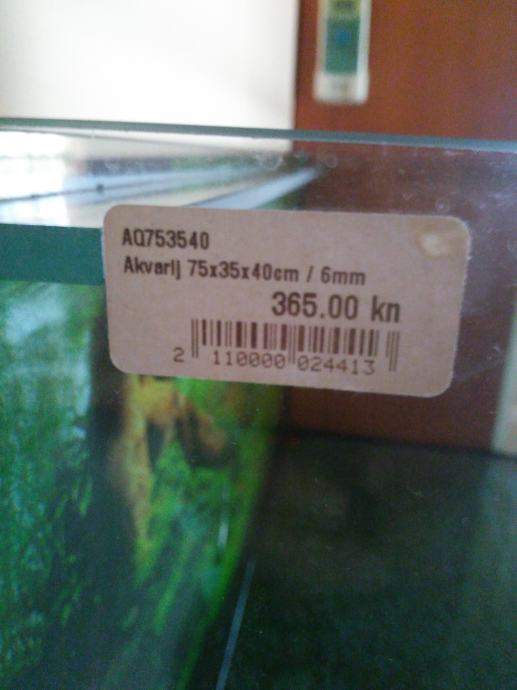 AQ753540
Akvarij 75x35x40cm / 6mm
365.00 kn
2 110000 024413